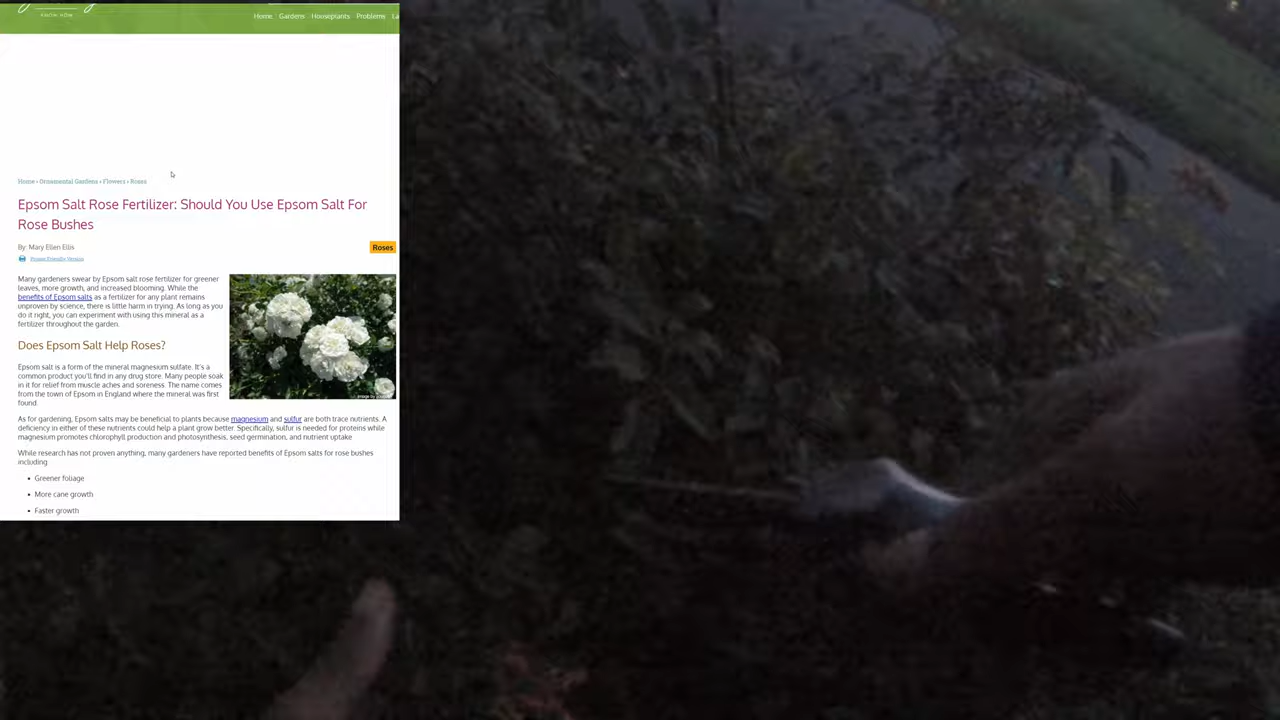 KNOW HOW
Home Gardens Houseplants Problems La
Home › Ornamental Gardens › Flowers › Roses
Epsom Salt Rose Fertilizer: Should You Use Epsom Salt For
Rose Bushes
By: Mary Ellen Ellis
Roses
Printer Friendly Version
Many gardeners swear by Epsom salt rose fertilizer for greener
leaves, more growth, and increased blooming. While the
benefits of Epsom salts as a fertilizer for any plant remains
unproven by science, there is little harm in trying. As long as you
do it right, you can experiment with using this mineral as a
fertilizer throughout the garden.
Does Epsom Salt Help Roses?
Epsom salt is a form of the mineral magnesium sulfate. It's a
common product you'll find in any drug store. Many people soak
in it for relief from muscle aches and soreness. The name comes
from the town of Epsom in England where the mineral was first
found.
As for gardening, Epsom salts may be beneficial to plants because magnesium and sulfur are both trace nutrients. A
deficiency in either of these nutrients could help a plant grow better. Specifically, sulfur is needed for proteins while
magnesium promotes chlorophyll production and photosynthesis, seed germination, and nutrient uptake
While research has not proven anything, many gardeners have reported benefits of Epsom salts for rose bushes
including
• Greener foliage
• More cane growth
• Faster growth